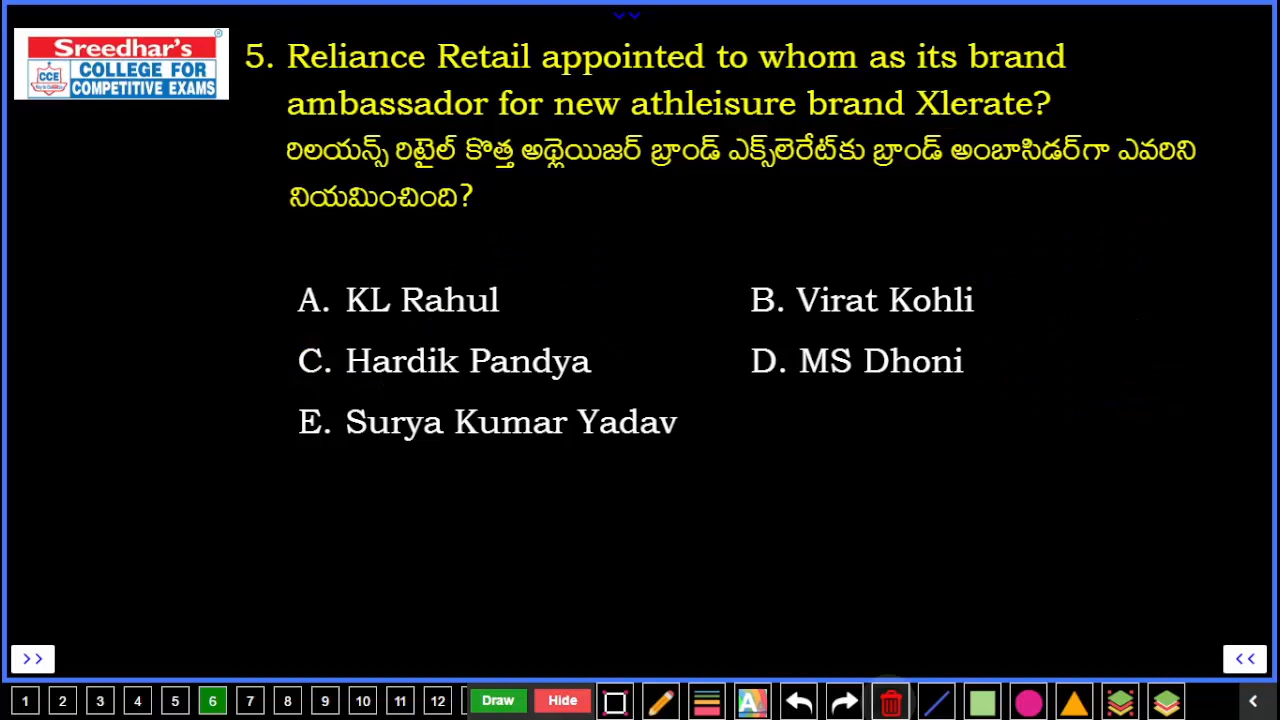 Sreedhar's
CCE
COLLEGE FOR
COMPETITIVE EXAMS
5. Reliance Retail appointed to whom as its brand
ambassador for new athleisure brand Xlerate?
రిలయన్స్ రిటైల్ కొత్త అథ్లెయిజర్ బ్రాండ్ ఎక్స్‌లెరేట్‌కు బ్రాండ్ అంబాసిడర్‌గా ఎవరిని
నియమించింది?
A. KL Rahul B. Virat Kohli
C. Hardik Pandya D. MS Dhoni
E. Surya Kumar Yadav
>> <<
1 2 3 4 5 6 7 8 9 10 11 12 Draw Hide A <